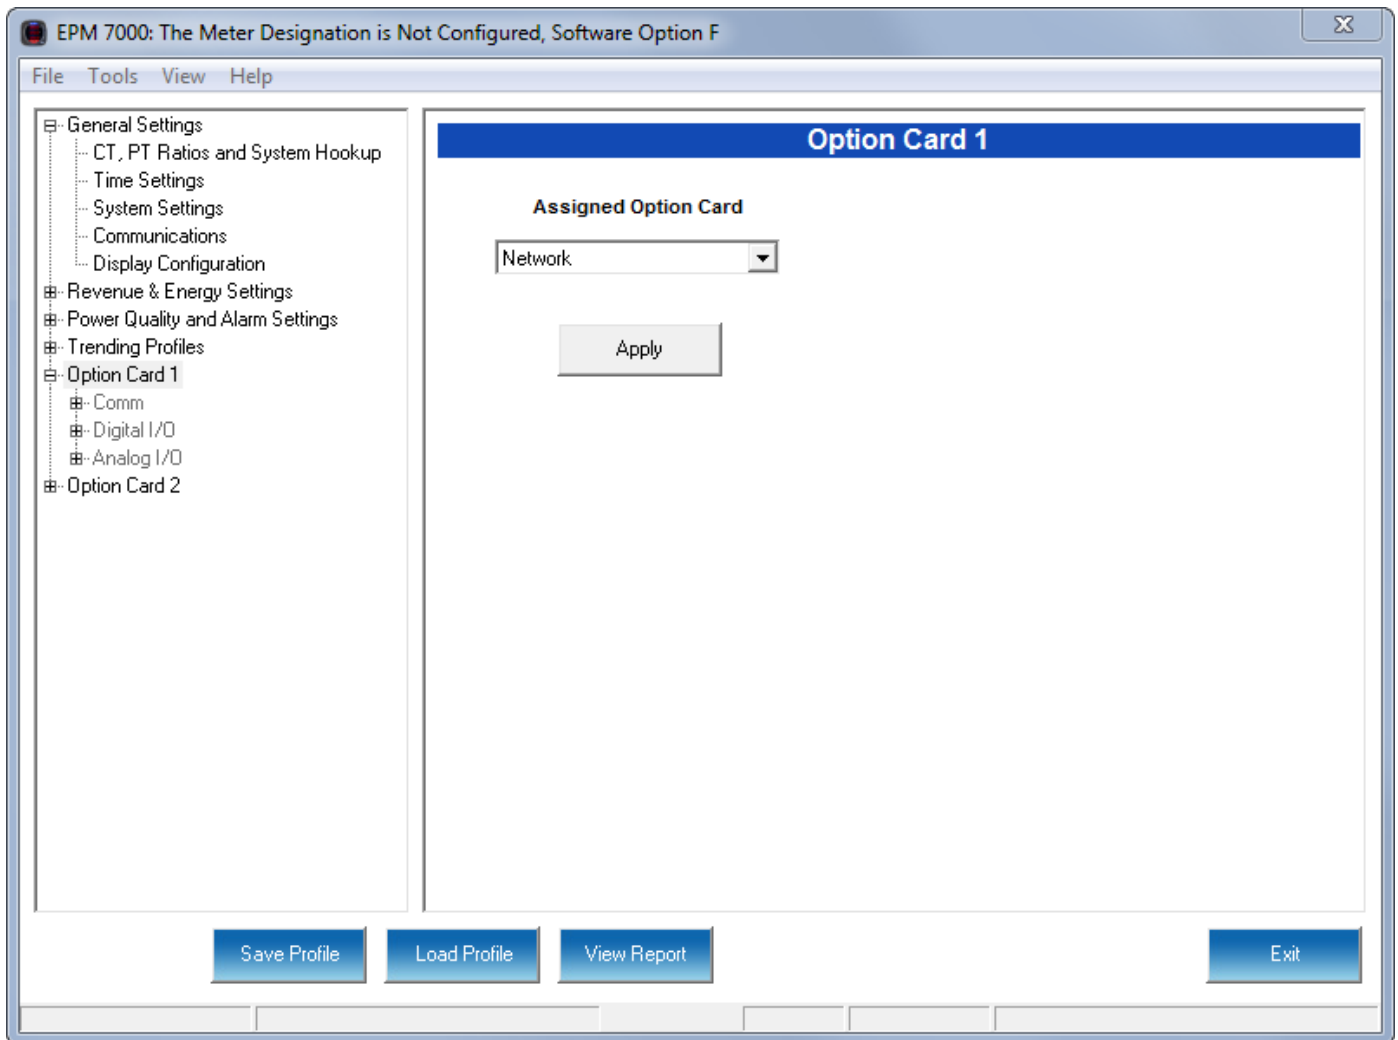 EPM 7000: The Meter Designation is Not Configured, Software Option F
File Tools View Help
General Settings
CT, PT Ratios and System Hookup
Time Settings
System Settings
Communications
Display Configuration
Revenue & Energy Settings
Power Quality and Alarm Settings
Trending Profiles
Option Card 1
Comm
Digital I/O
Analog I/O
Option Card 2
Option Card 1
Assigned Option Card
Network
Apply
Save Profile
Load Profile
View Report
Exit